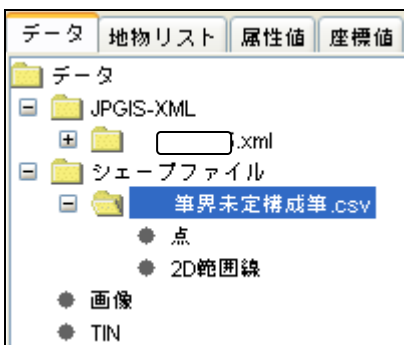 データ 地物リスト 属性値 座標値
データ
JPGIS-XML
.xml
シェープファイル
筆界未定構成筆.csv
点
2D範囲線
画像
TIN